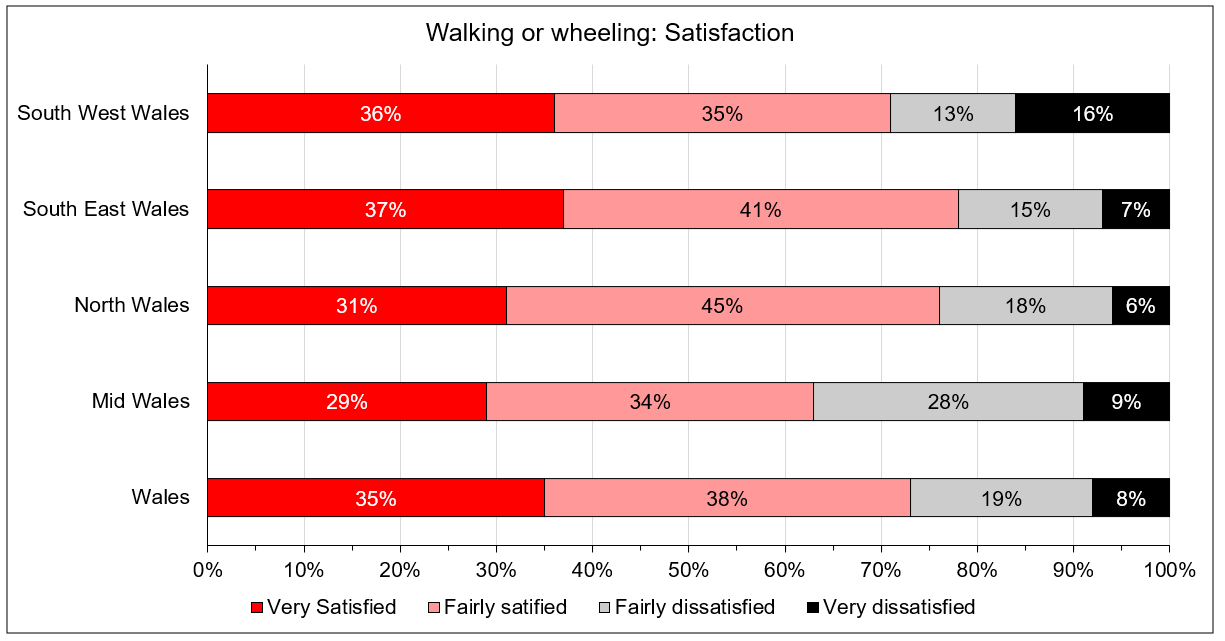 Walking or wheeling: Satisfaction
South West Wales 36% 35% 13% 16%
South East Wales 37% 41% 15% 7%
North Wales 31% 45% 18% 6%
Mid Wales 29% 34% 28% 9%
Wales 35% 38% 19% 8%
0% 10% 20% 30% 40% 50% 60% 70% 80% 90% 100%
Very Satisfied Fairly satified Fairly dissatisfied Very dissatisfied